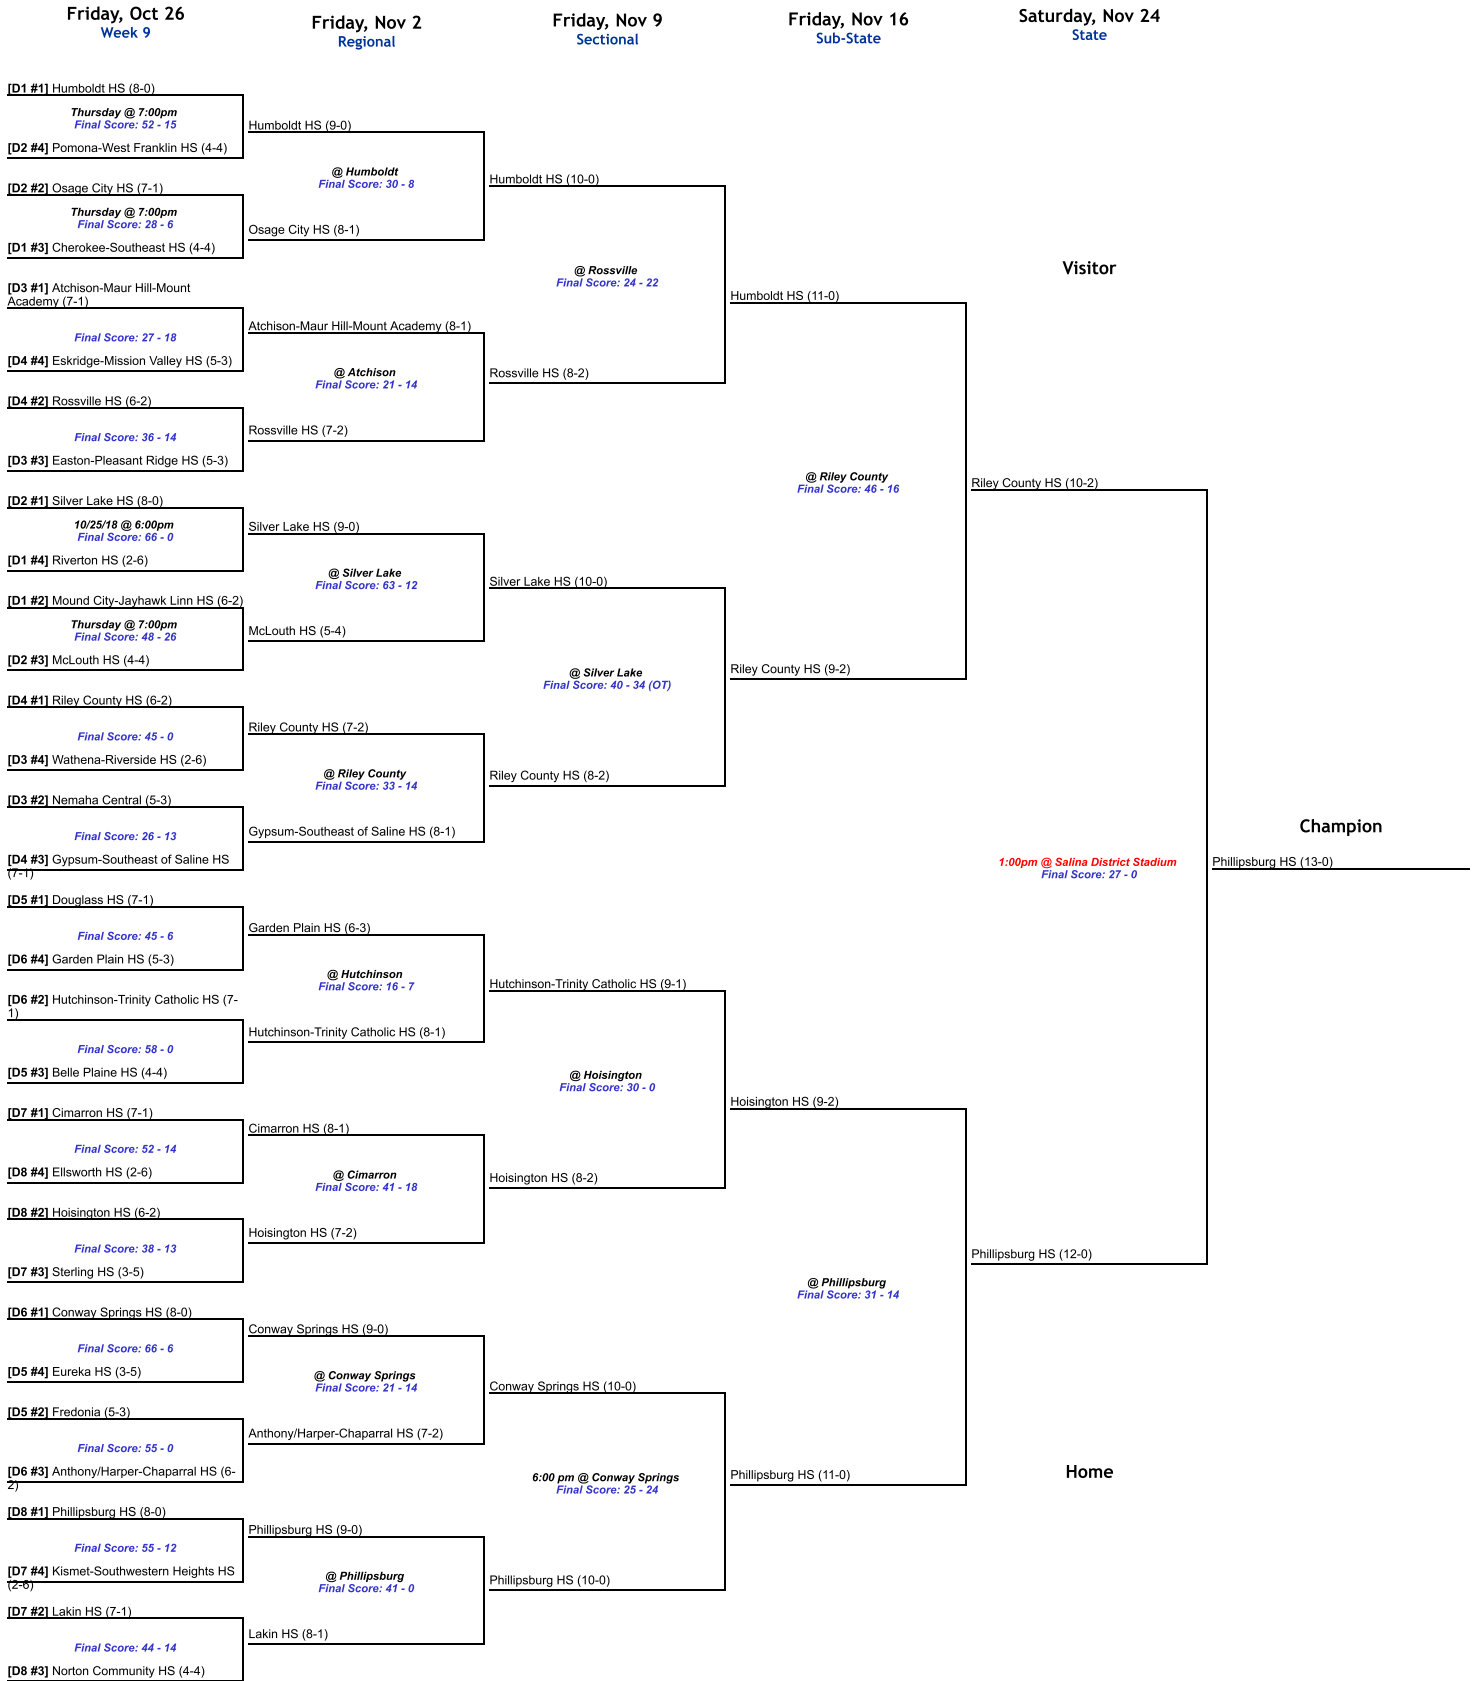 Friday, Oct 26
Week 9
[D1 #1] Humboldt HS (8-0)
Thursday @ 7:00pm
Final Score: 52 - 15
[D2 #4] Pomona-West Franklin HS (4-4)
[D2 #2] Osage City HS (7-1)
Thursday @ 7:00pm
Final Score: 28 - 6
[D1 #3] Cherokee-Southeast HS (4-4)
[D3 #1] Atchison-Maur Hill-Mount
Academy (7-1)
Final Score: 27 - 18
[D4 #4] Eskridge-Mission Valley HS (5-3)
[D4 #2] Rossville HS (6-2)
Final Score: 36 - 14
[D3 #3] Easton-Pleasant Ridge HS (5-3)
[D2 #1] Silver Lake HS (8-0)
10/25/18 @ 6:00pm
Final Score: 66 - 0
[D1 #4] Riverton HS (2-6)
[D1 #2] Mound City-Jayhawk Linn HS (6-2)
Thursday @ 7:00pm
Final Score: 48 - 26
[D2 #3] McLouth HS (4-4)
[D4 #1] Riley County HS (6-2)
Final Score: 45 - 0
[D3 #4] Wathena-Riverside HS (2-6)
[D3 #2] Nemaha Central (5-3)
Final Score: 26 - 13
[D4 #3] Gypsum-Southeast of Saline HS
(7-1)
[D5 #1] Douglass HS (7-1)
Final Score: 45 - 6
[D6 #4] Garden Plain HS (5-3)
[D6 #2] Hutchinson-Trinity Catholic HS (7-
1)
Final Score: 58 - 0
[D5 #3] Belle Plaine HS (4-4)
[D7 #1] Cimarron HS (7-1)
Final Score: 52 - 14
[D8 #4] Ellsworth HS (2-6)
[D8 #2] Hoisington HS (6-2)
Final Score: 38 - 13
[D7 #3] Sterling HS (3-5)
[D6 #1] Conway Springs HS (8-0)
Final Score: 66 - 6
[D5 #4] Eureka HS (3-5)
[D5 #2] Fredonia (5-3)
Final Score: 55 - 0
[D6 #3] Anthony/Harper-Chaparral HS (6-
2)
[D8 #1] Phillipsburg HS (8-0)
Final Score: 55 - 12
[D7 #4] Kismet-Southwestern Heights HS
(2-6)
[D7 #2] Lakin HS (7-1)
Final Score: 44 - 14
[D8 #3] Norton Community HS (4-4)
Friday, Nov 2
Regional
Humboldt HS (9-0)
@ Humboldt
Final Score: 30 - 8
Osage City HS (8-1)
Atchison-Maur Hill-Mount Academy (8-1)
@ Atchison
Final Score: 21 - 14
Rossville HS (7-2)
Silver Lake HS (9-0)
@ Silver Lake
Final Score: 63 - 12
McLouth HS (5-4)
Riley County HS (7-2)
@ Riley County
Final Score: 33 - 14
Gypsum-Southeast of Saline HS (8-1)
Garden Plain HS (6-3)
@ Hutchinson
Final Score: 16 - 7
Hutchinson-Trinity Catholic HS (8-1)
Cimarron HS (8-1)
@ Cimarron
Final Score: 41 - 18
Hoisington HS (7-2)
Conway Springs HS (9-0)
@ Conway Springs
Final Score: 21 - 14
Anthony/Harper-Chaparral HS (7-2)
Phillipsburg HS (9-0)
@ Phillipsburg
Final Score: 41 - 0
Lakin HS (8-1)
Friday, Nov 9
Sectional
Humboldt HS (10-0)
@ Rossville
Final Score: 24 - 22
Rossville HS (8-2)
Silver Lake HS (10-0)
@ Silver Lake
Final Score: 40 - 34 (OT)
Riley County HS (8-2)
Hutchinson-Trinity Catholic HS (9-1)
@ Hoisington
Final Score: 30 - 0
Hoisington HS (8-2)
Conway Springs HS (10-0)
6:00 pm @ Conway Springs
Final Score: 25 - 24
Phillipsburg HS (10-0)
Friday, Nov 16
Sub-State
Humboldt HS (11-0)
@ Riley County
Final Score: 46 - 16
Riley County HS (9-2)
Hoisington HS (9-2)
@ Phillipsburg
Final Score: 31 - 14
Phillipsburg HS (11-0)
Saturday, Nov 24
State
Visitor
Riley County HS (10-2)
1:00pm @ Salina District Stadium
Final Score: 27 - 0
Phillipsburg HS (12-0)
Home
Champion
Phillipsburg HS (13-0)